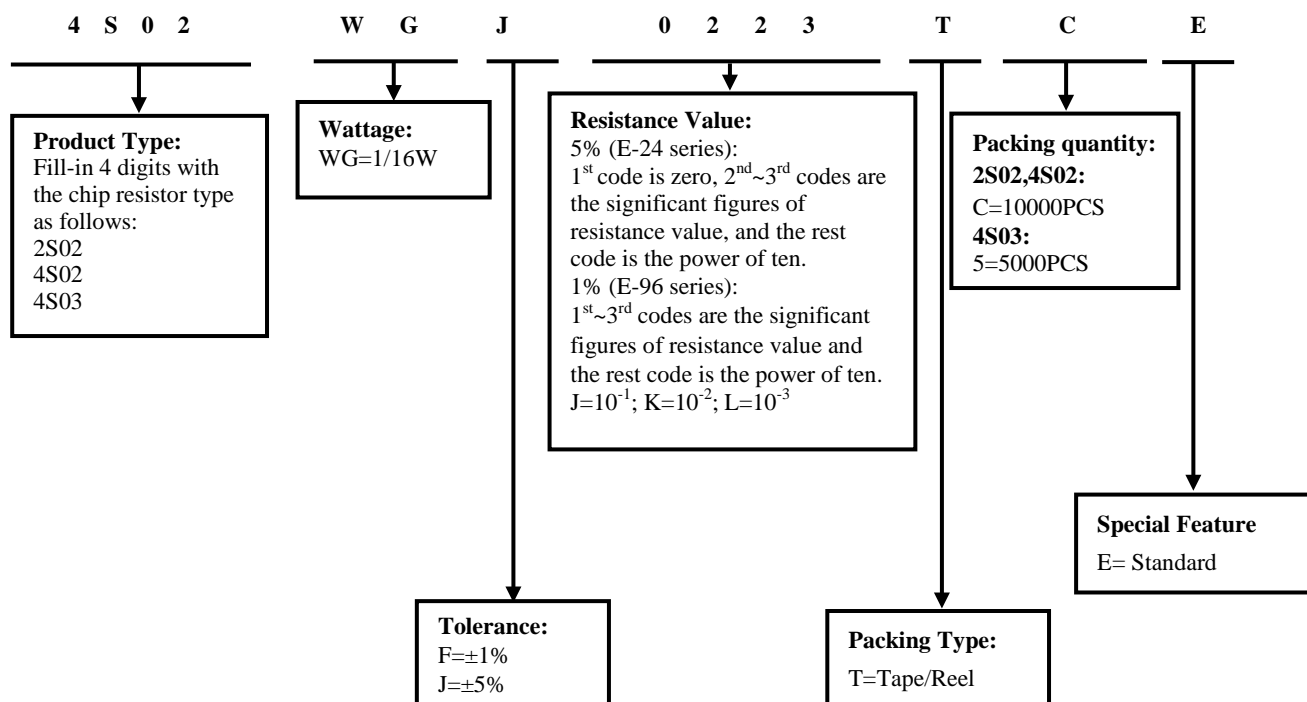 4 S 0 2 W G J 0 2 2 3 T C E
Product Type:
Fill-in 4 digits with
the chip resistor type
as follows:
2S02
4S02
4S03
Wattage:
WG=1/16W
Resistance Value:
5% (E-24 series):
1st code is zero, 2nd~3rd codes are
the significant figures of
resistance value, and the rest
code is the power of ten.
1% (E-96 series):
1st~3rd codes are the significant
figures of resistance value and
the rest code is the power of ten.
J=10-1; K=10-2; L=10-3
Packing quantity:
2S02,4S02:
C=10000PCS
4S03:
5=5000PCS
Special Feature
E= Standard
Tolerance:
F=±1%
J=±5%
Packing Type:
T=Tape/Reel